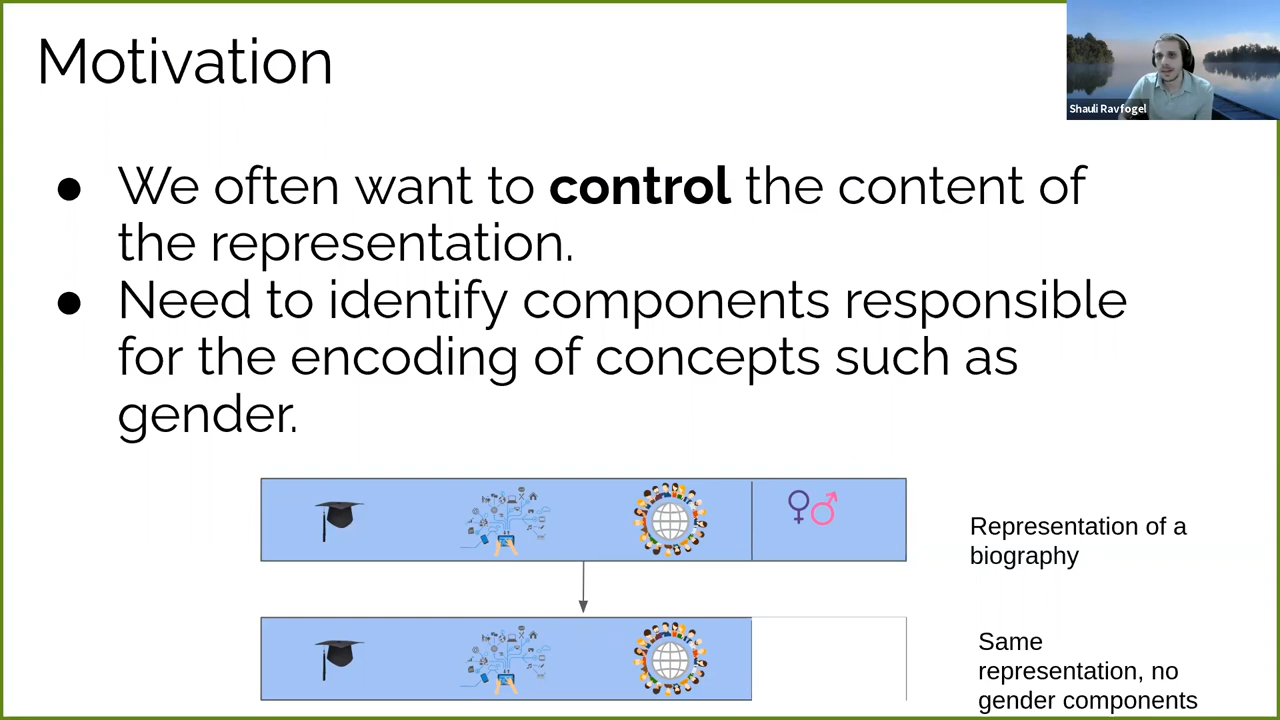 Motivation
Shauli Ravfogel
● We often want to control the content of
the representation.
● Need to identify components responsible
for the encoding of concepts such as
gender.
Representation of a
biography
Same
representation, no
gender components